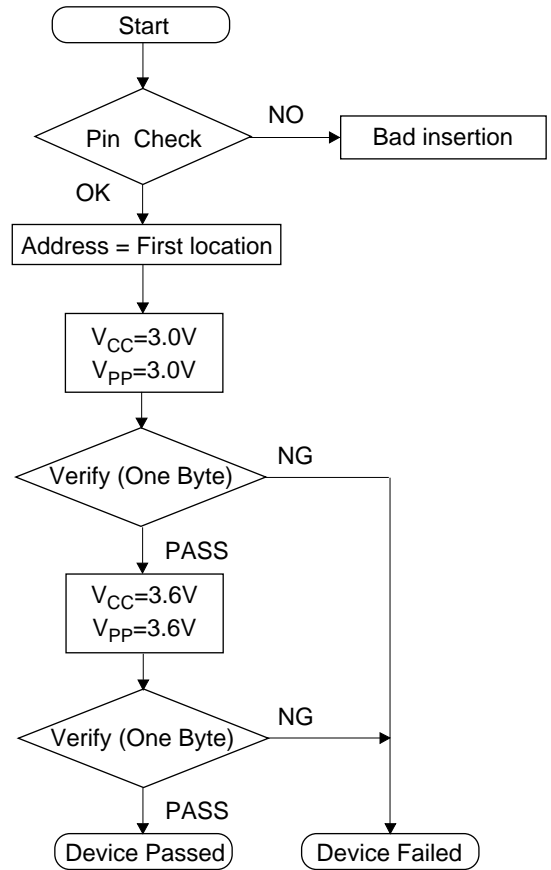 Start
Pin Check
NO
Bad insertion
OK
Address = First location
VCC=3.0V
VPP=3.0V
Verify (One Byte)
NG
PASS
VCC=3.6V
VPP=3.6V
Verify (One Byte)
NG
PASS
Device Passed
Device Failed